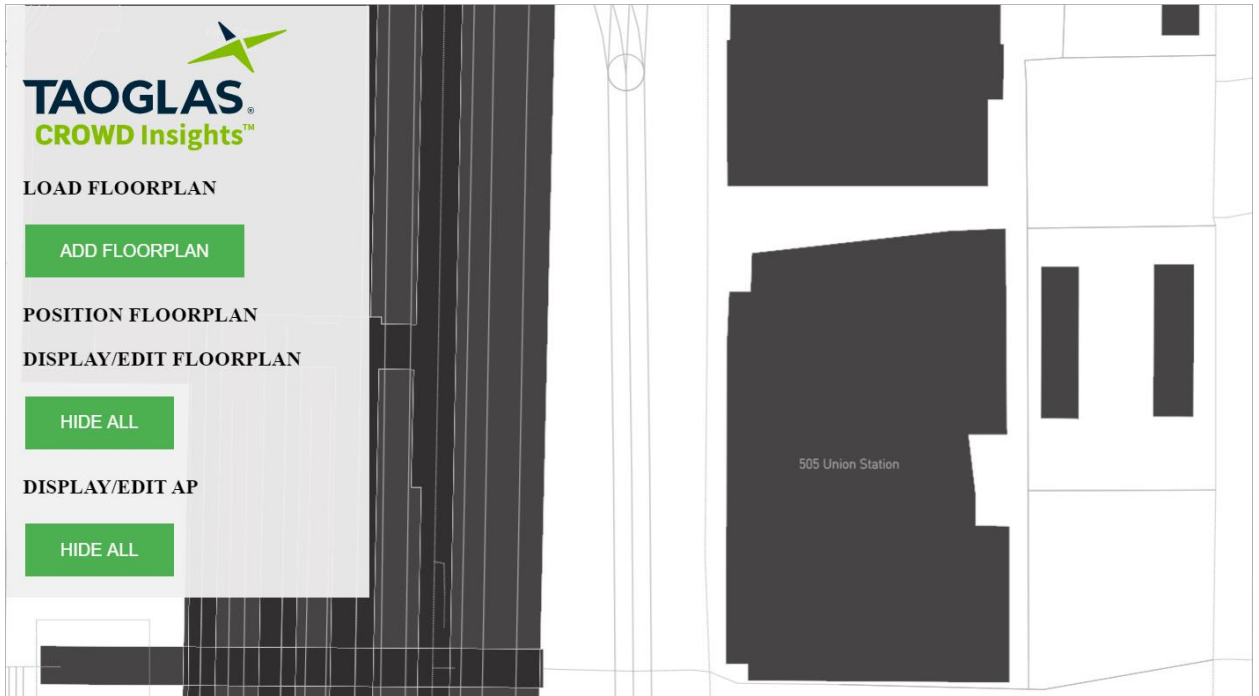 TAOGLAS®
CROWD Insights™
LOAD FLOORPLAN
ADD FLOORPLAN
POSITION FLOORPLAN
DISPLAY/EDIT FLOORPLAN
HIDE ALL
DISPLAY/EDIT AP
HIDE ALL
505 Union Station